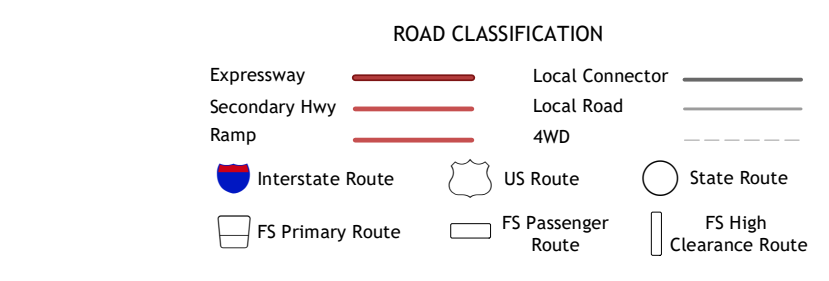 ROAD CLASSIFICATION
Expressway
Local Connector
Secondary Hwy
Local Road
Ramp
4WD
Interstate Route
US Route
State Route
FS Primary Route
FS Passenger
Route
FS High
Clearance Route